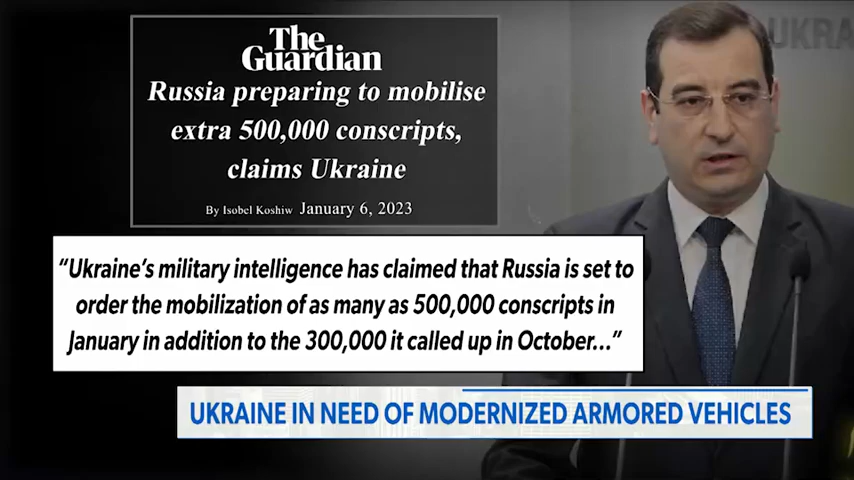 The
Guardian
Russia preparing to mobilise
extra 500,000 conscripts,
claims Ukraine
By Isobel Koshiw January 6, 2023
UKRA
“Ukraine’s military intelligence has claimed that Russia is set to
order the mobilization of as many as 500,000 conscripts in
January in addition to the 300,000 it called up in October...”
UKRAINE IN NEED OF MODERNIZED ARMORED VEHICLES